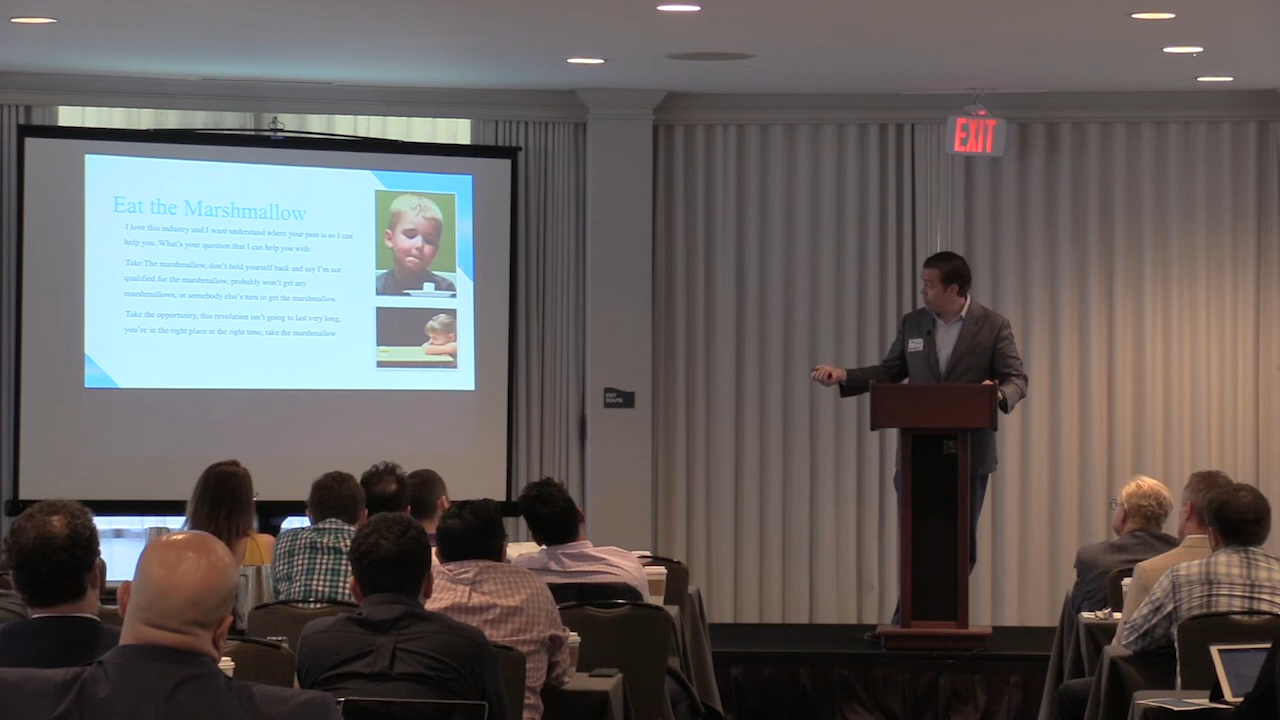 EXIT
Eat the Marshmallow
I love this industry and I want understand where your pain is so I can
help you. What's your question that I can help you with
Take The marshmallow, don't hold yourself back and say I'm not
qualified for the marshmallow, probably won't get any
marshmallows, or somebody else's turn to get the marshmallow.
Take the opportunity, this revolution isn't going to last very long,
you're in the right place at the right time, take the marshmallow
EXIT
ROUTE